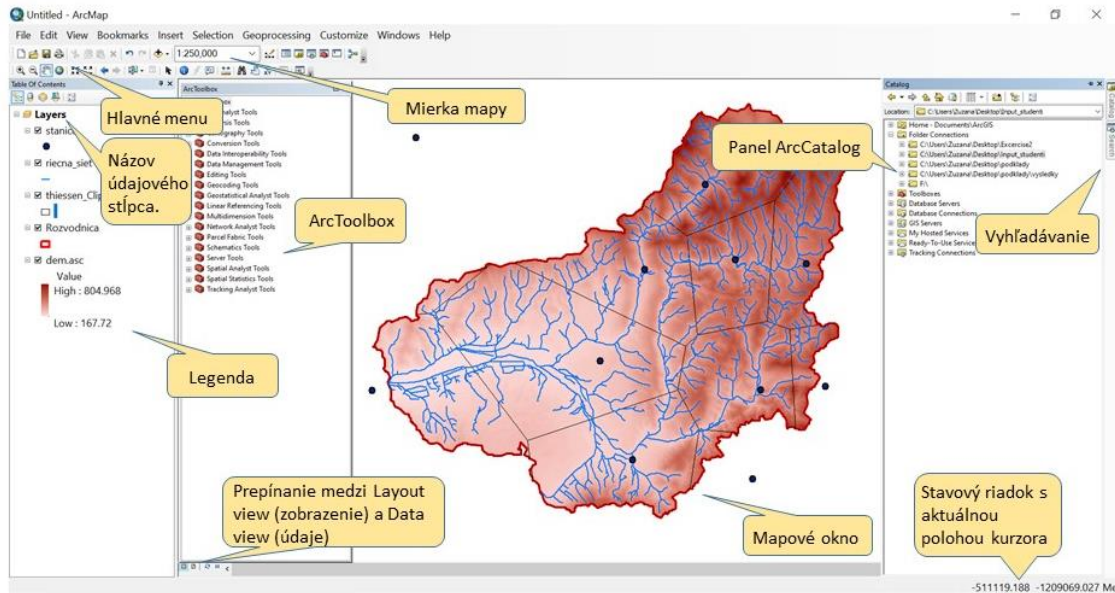 Untitled - ArcMap
File Edit View Bookmarks Insert Selection Geoprocessing Customize Windows Help
1:250,000
Table Of Contents
Layers
riecna_siet
thiessen_Clip
Rozvodnica
dem.asc
Value
High : 804.968
Low : 167.72
ArcToolbox
Conversion Tools
Data Interoperability Tools
Data Management Tools
Editing Tools
Geocoding Tools
Geostatistical Analyst Tools
Linear Referencing Tools
Multidimension Tools
Network Analyst Tools
Parcel Fabric Tools
Schematics Tools
Server Tools
Spatial Analyst Tools
Spatial Statistics Tools
Tracking Analyst Tools
Hlavné menu
Mierka mapy
Názov
údajového
stĺpca.
ArcToolbox
Legenda
Prepínanie medzi Layout
view (zobrazenie) a Data
view (údaje)
Mapové okno
Panel ArcCatalog
Vyhľadávanie
Stavový riadok s
aktuálnou
polohou kurzora
Catalog
Location: C:\Users\Zuzana\Desktop\Input_studenti
Home - Documents\ArcGIS
Folder Connections
C:\Users\Zuzana\Desktop\Excercise2
C:\Users\Zuzana\Desktop\Input_studenti
C:\Users\Zuzana\Desktop\podklady
C:\Users\Zuzana\Desktop\podklady\vysledky
F:\
Toolboxes
Database Servers
Database Connections
GIS Servers
My Hosted Services
Ready-To-Use Services
Tracking Connections
Catalog
Search
-511119.188 -1209069.027 Me